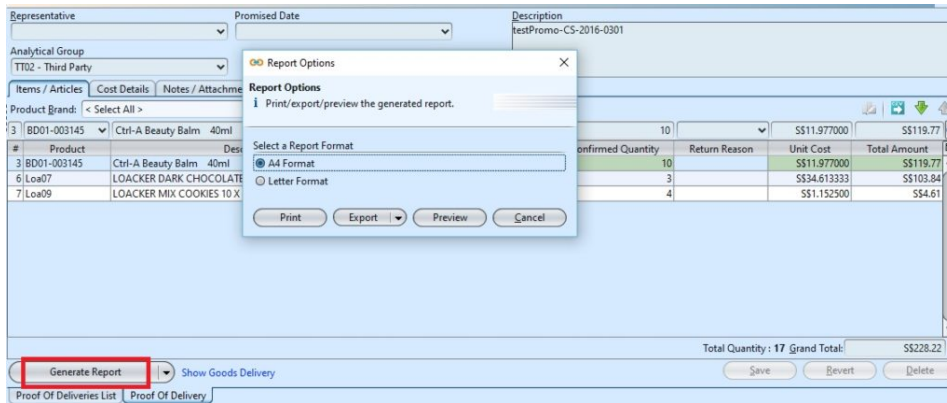 Representative Promised Date Description
testPromo-CS-2016-0301
Analytical Group
TT02 - Third Party
Items / Articles Cost Details Notes / Attachme
Product Brand: < Select All >
3 BD01-003145 Ctrl-A Beauty Balm 40ml 10 S$11.977000 S$119.77
# Product Desc onfirmed Quantity Return Reason Unit Cost Total Amount
3 BD01-003145 Ctrl-A Beauty Balm 40ml 10 S$11.977000 S$119.77
6 Loa07 LOACKER DARK CHOCOLATE 3 S$34.613333 S$103.84
7 Loa09 LOACKER MIX COOKIES 10 X 4 S$1.152500 S$4.61
Report Options
Report Options
Print/export/preview the generated report.
Select a Report Format
A4 Format
Letter Format
Print Export Preview Cancel
Total Quantity : 17 Grand Total: S$228.22
Generate Report Show Goods Delivery Save Revert Delete
Proof Of Deliveries List Proof Of Delivery